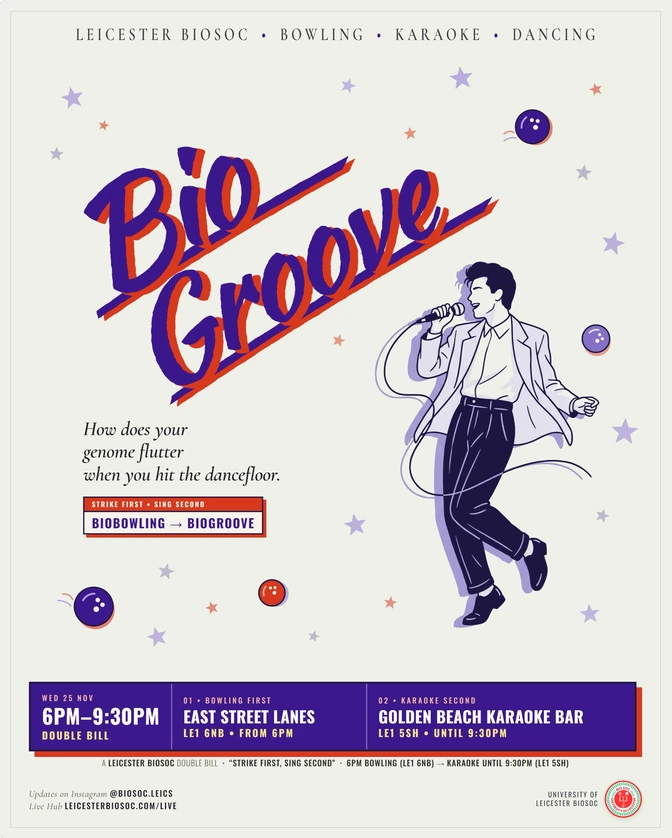 LEICESTER BIOSOC • BOWLING • KARAOKE • DANCING
Bio
Groove
How does your
genome flutter
when you hit the dancefloor.
STRIKE FIRST • SING SECOND
BIOBOWLING → BIOGROOVE
WED 25 NOV
6PM–9:30PM
DOUBLE BILL
01 • BOWLING FIRST
EAST STREET LANES
LE1 6NB • FROM 6PM
02 • KARAOKE SECOND
GOLDEN BEACH KARAOKE BAR
LE1 5SH • UNTIL 9:30PM
A LEICESTER BIOSOC DOUBLE BILL · “STRIKE FIRST, SING SECOND” · 6PM BOWLING (LE1 6NB) → KARAOKE UNTIL 9:30PM (LE1 5SH)
Updates on Instagram @BIOSOC.LEICS
Live Hub LEICESTERBIOSOC.COM/LIVE
UNIVERSITY OF
LEICESTER BIOSOC